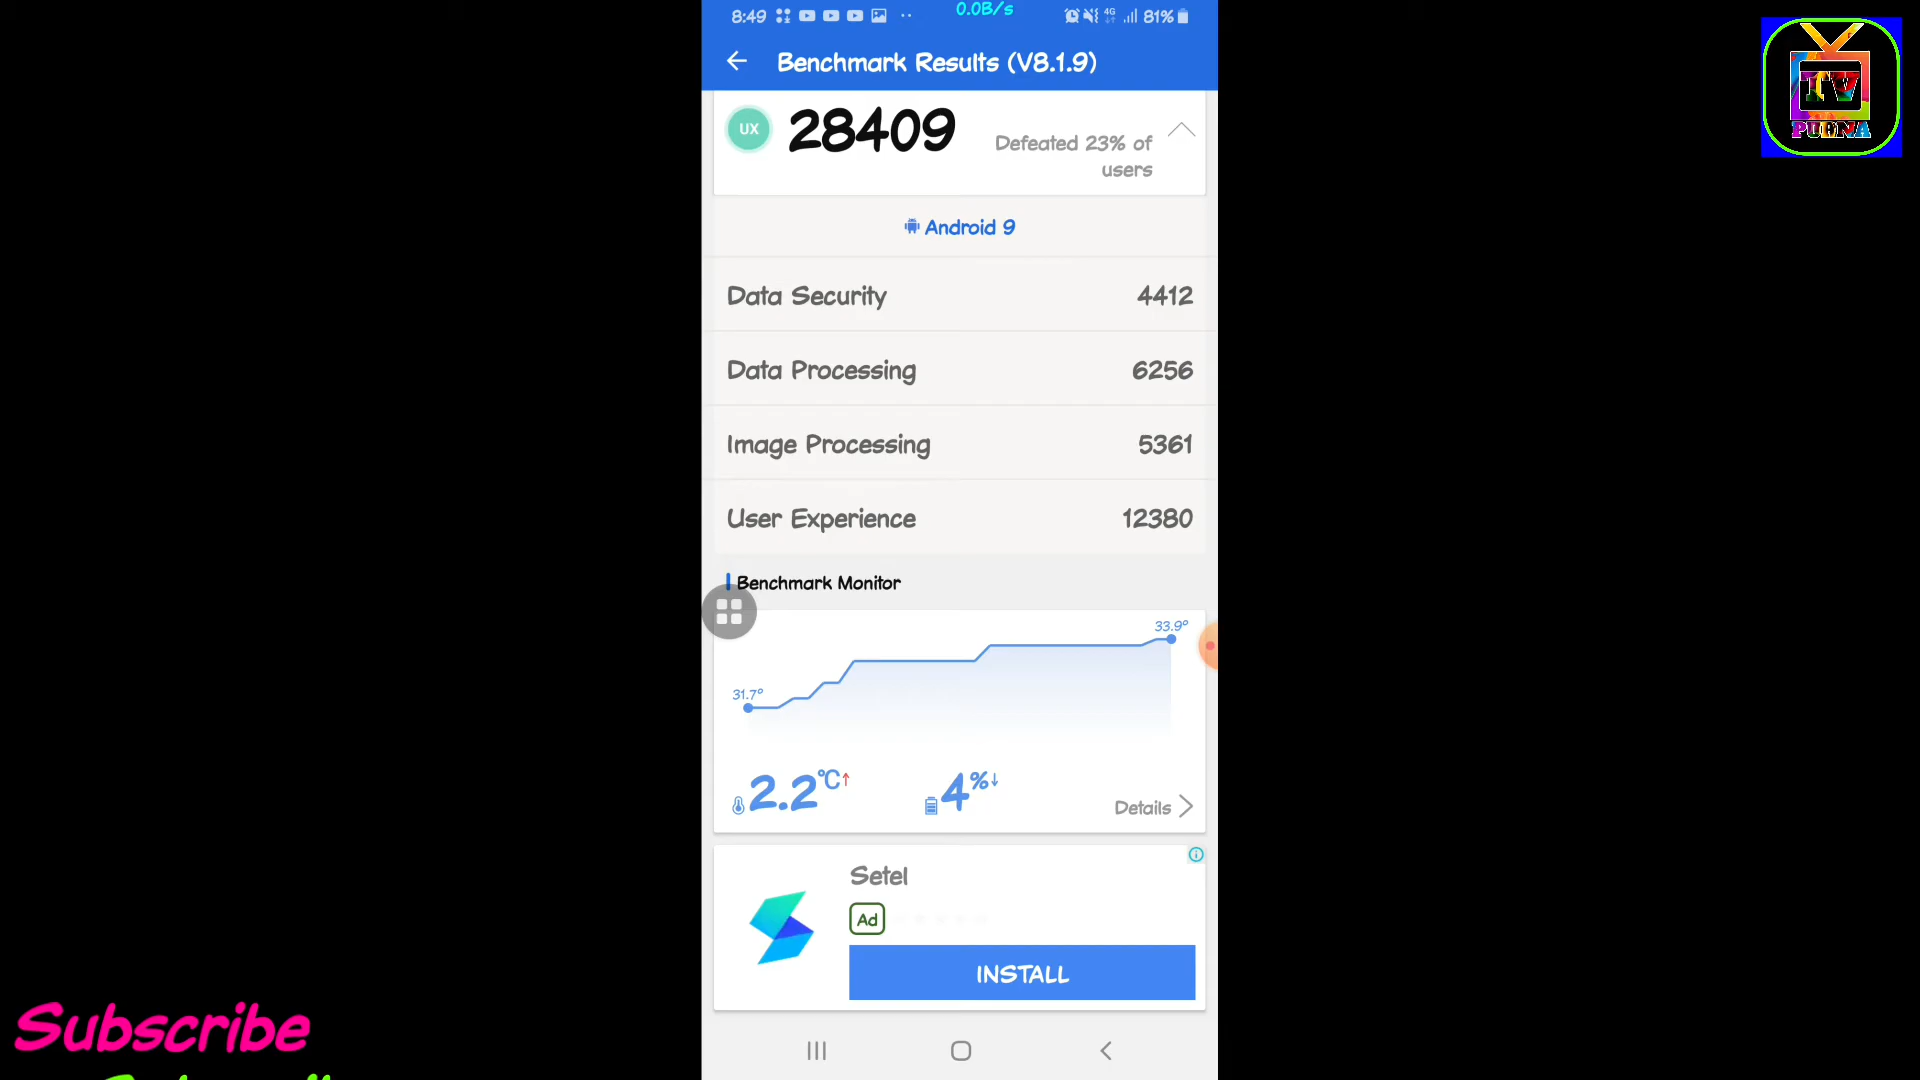 8:49
0.0B/s
4G
81%
Benchmark Results (V8.1.9)
UX
28409
Defeated 23% of
users
Android 9
Data Security 4412
Data Processing 6256
Image Processing 5361
User Experience 12380
Benchmark Monitor
33.9°
31.7°
2.2°C↑
4%↓
Details
Setel
Ad
INSTALL
TV
PURNA
Subscribe